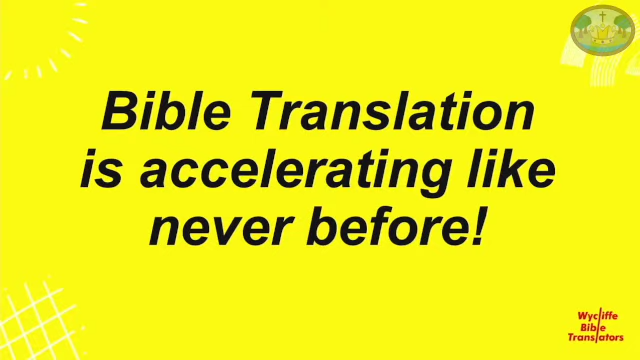 Bible Translation
is accelerating like
never before!
Wycliffe
Bible
Translators